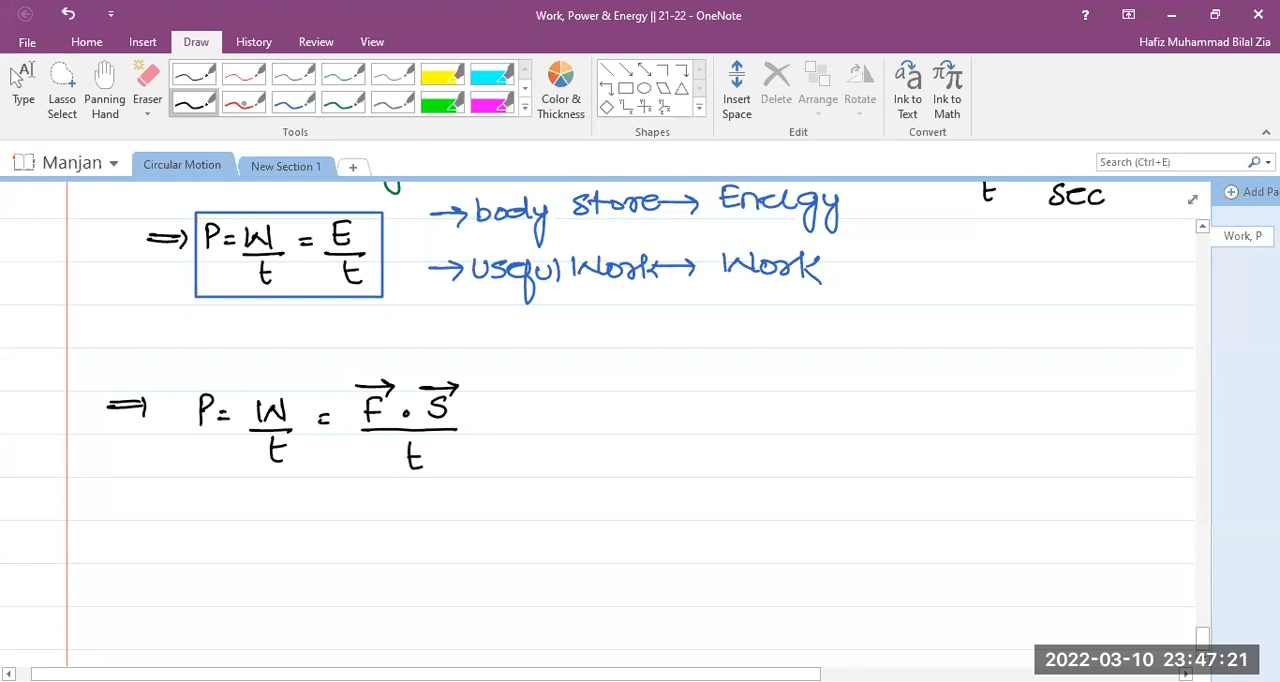 Work, Power & Energy || 21-22 - OneNote
File Home Insert Draw History Review View
Hafiz Muhammad Bilal Zia
Type
Lasso Select
Panning Hand
Eraser
Color & Thickness
Insert Space
Delete
Arrange
Rotate
Ink to Text
Ink to Math
Tools
Shapes
Edit
Convert
Manjan
Circular Motion
New Section 1
Search (Ctrl+E)
Add Pa
Work, P
→ body store → Energy
t sec
⇒ P = W/t = E/t
→ useful Work → Work
⇒ P = W/t = F⃗ . S⃗ / t
2022-03-10 23:47:21